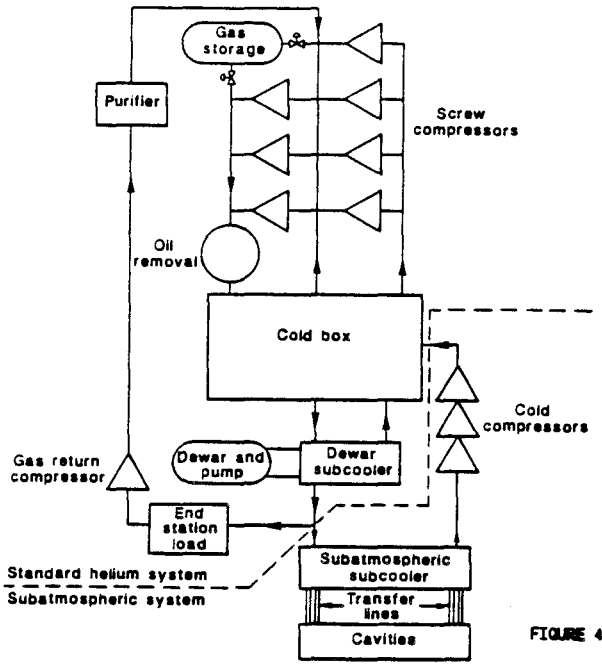 Gas
storage
Purifier
Screw
compressors
Oil
removal
Cold box
Cold
compressors
Dewar and
pump
Dewar
subcooler
Gas return
compressor
End
station
load
Standard helium system
Subatmospheric system
Subatmospheric
subcooler
Transfer
lines
Cavities
FIGURE 4